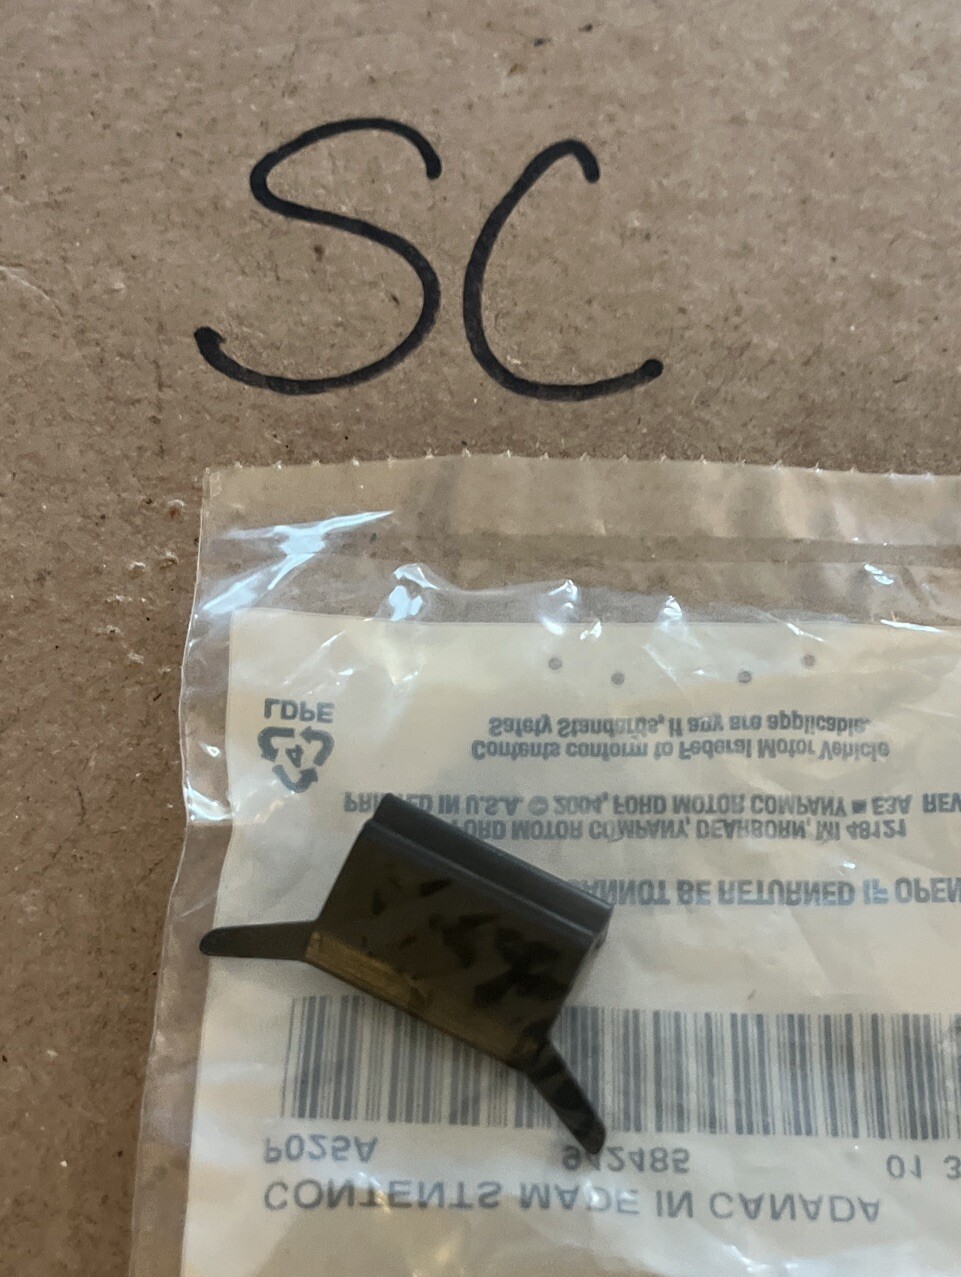 SC
CONTENTS MADE IN CANADA
P025A 942485 01 3
CANNOT BE RETURNED IF OPEN
FORD MOTOR COMPANY, DEARBORN, MI 48121
PRINTED IN U.S.A. © 2004, FORD MOTOR COMPANY E3A REV
Contents conform to Federal Motor Vehicle
Safety Standards, if any are applicable.
4
LDPE